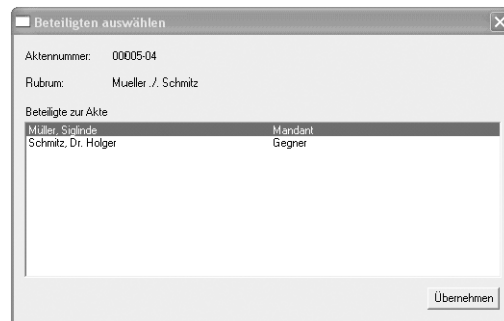 Beteiligten auswählen
Aktennummer: 00005-04
Rubrum: Mueller ./. Schmitz
Beteiligte zur Akte
Müller, Siglinde Mandant
Schmitz, Dr. Holger Gegner
Übernehmen